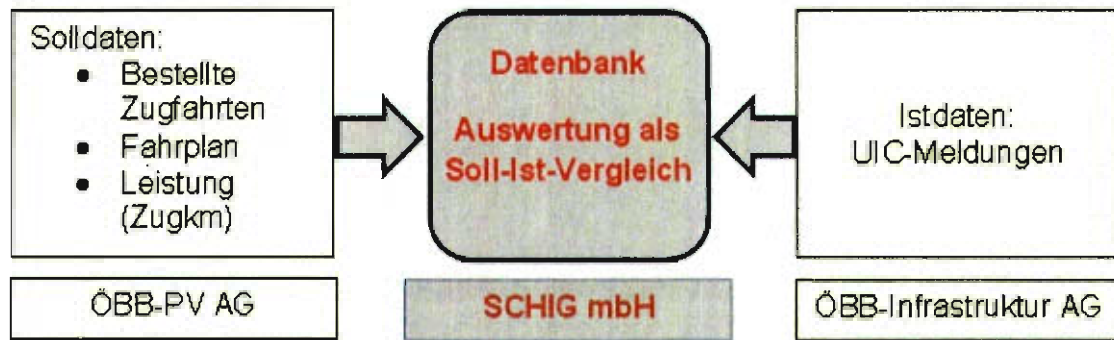 Solldaten:
• Bestellte
Zugfahrten
• Fahrplan
• Leistung
(Zugkm)
ÖBB-PV AG
Datenbank
Auswertung als
Soll-Ist-Vergleich
SCHIG mbH
Istdaten:
UIC-Meldungen
ÖBB-Infrastruktur AG